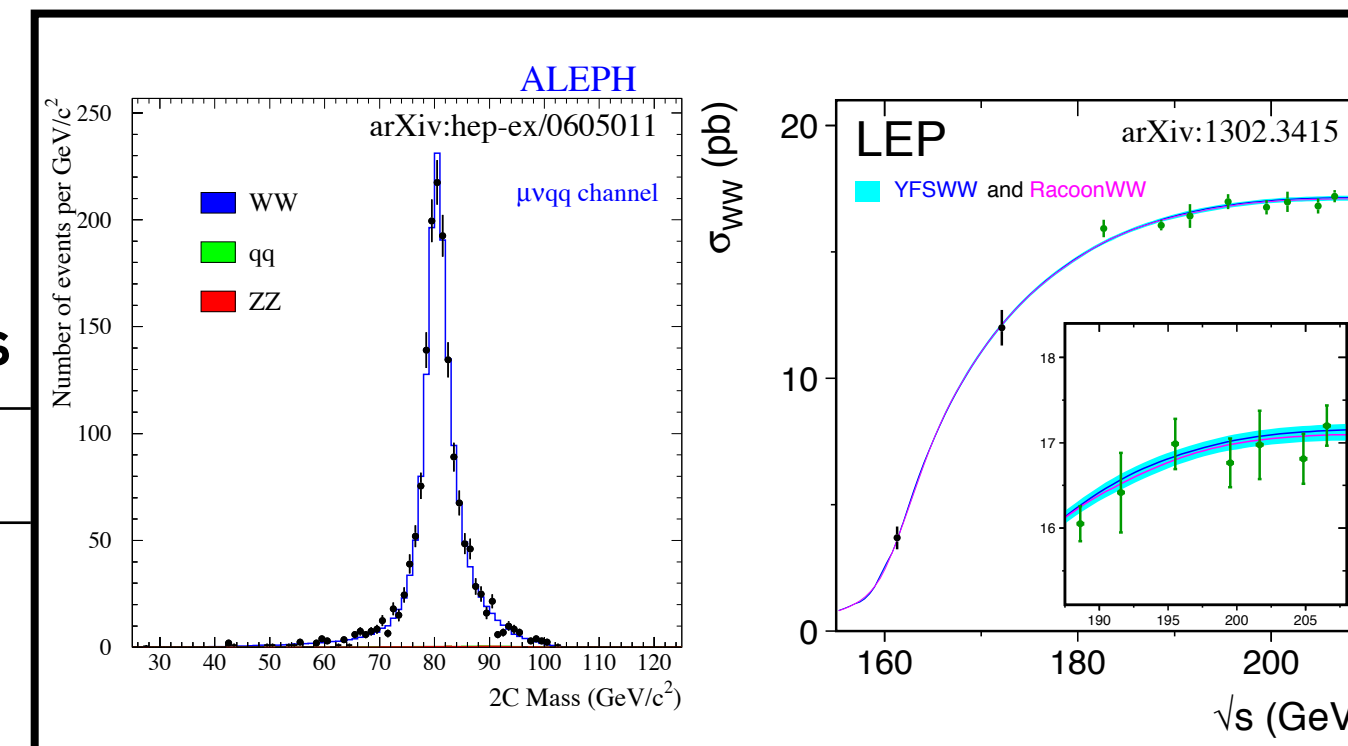 s
ALEPH
arXiv:hep-ex/0605011
μνqq channel
WW
qq
ZZ
Number of events per GeV/c²
250
200
150
100
50
0
30 40 50 60 70 80 90 100 110 120
2C Mass (GeV/c²)
LEP
arXiv:1302.3415
YFSWW and RacoonWW
σWW (pb)
20
10
0
160 180 200
√s (GeV
18
17
16
190 195 200 205